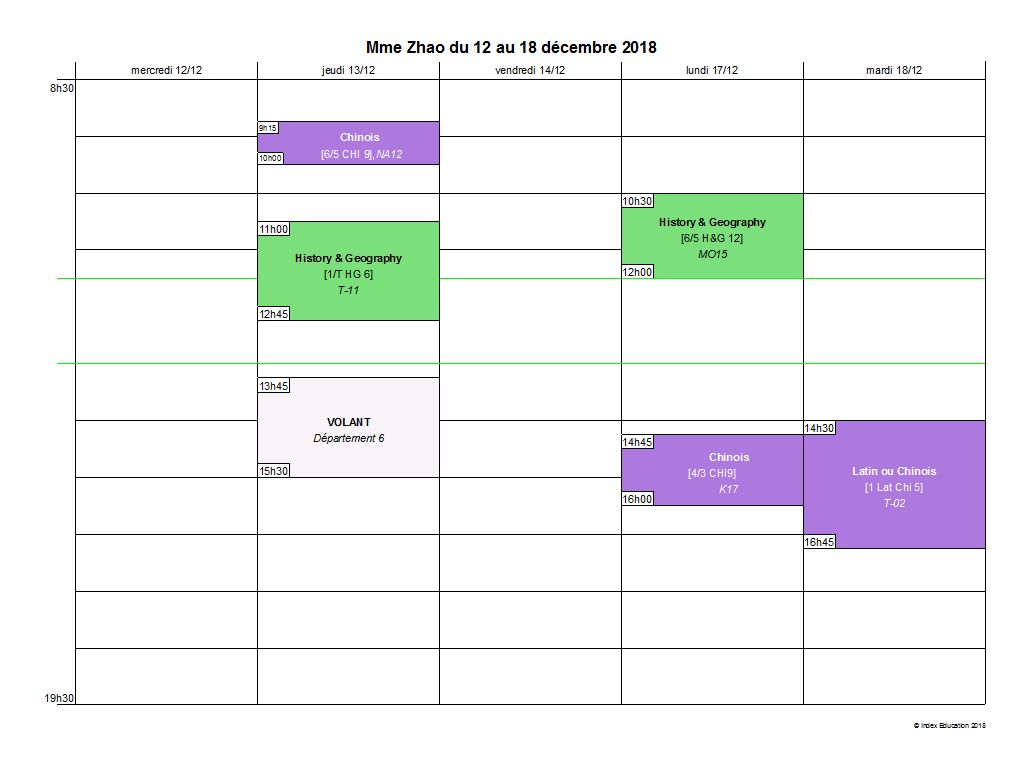 Mme Zhao du 12 au 18 décembre 2018
mercredi 12/12
jeudi 13/12
vendredi 14/12
lundi 17/12
mardi 18/12
8h30
9h15
Chinois
[6/5 CHI 9], NA12
10h00
10h30
History & Geography
[6/5 H&G 12]
MO15
12h00
11h00
History & Geography
[1/T HG 6]
T-11
12h45
13h45
VOLANT
Département 6
15h30
14h45
Chinois
[4/3 CHI9]
K17
16h00
14h30
Latin ou Chinois
[1 Lat Chi 5]
T-02
16h45
19h30
© Index Education 2018